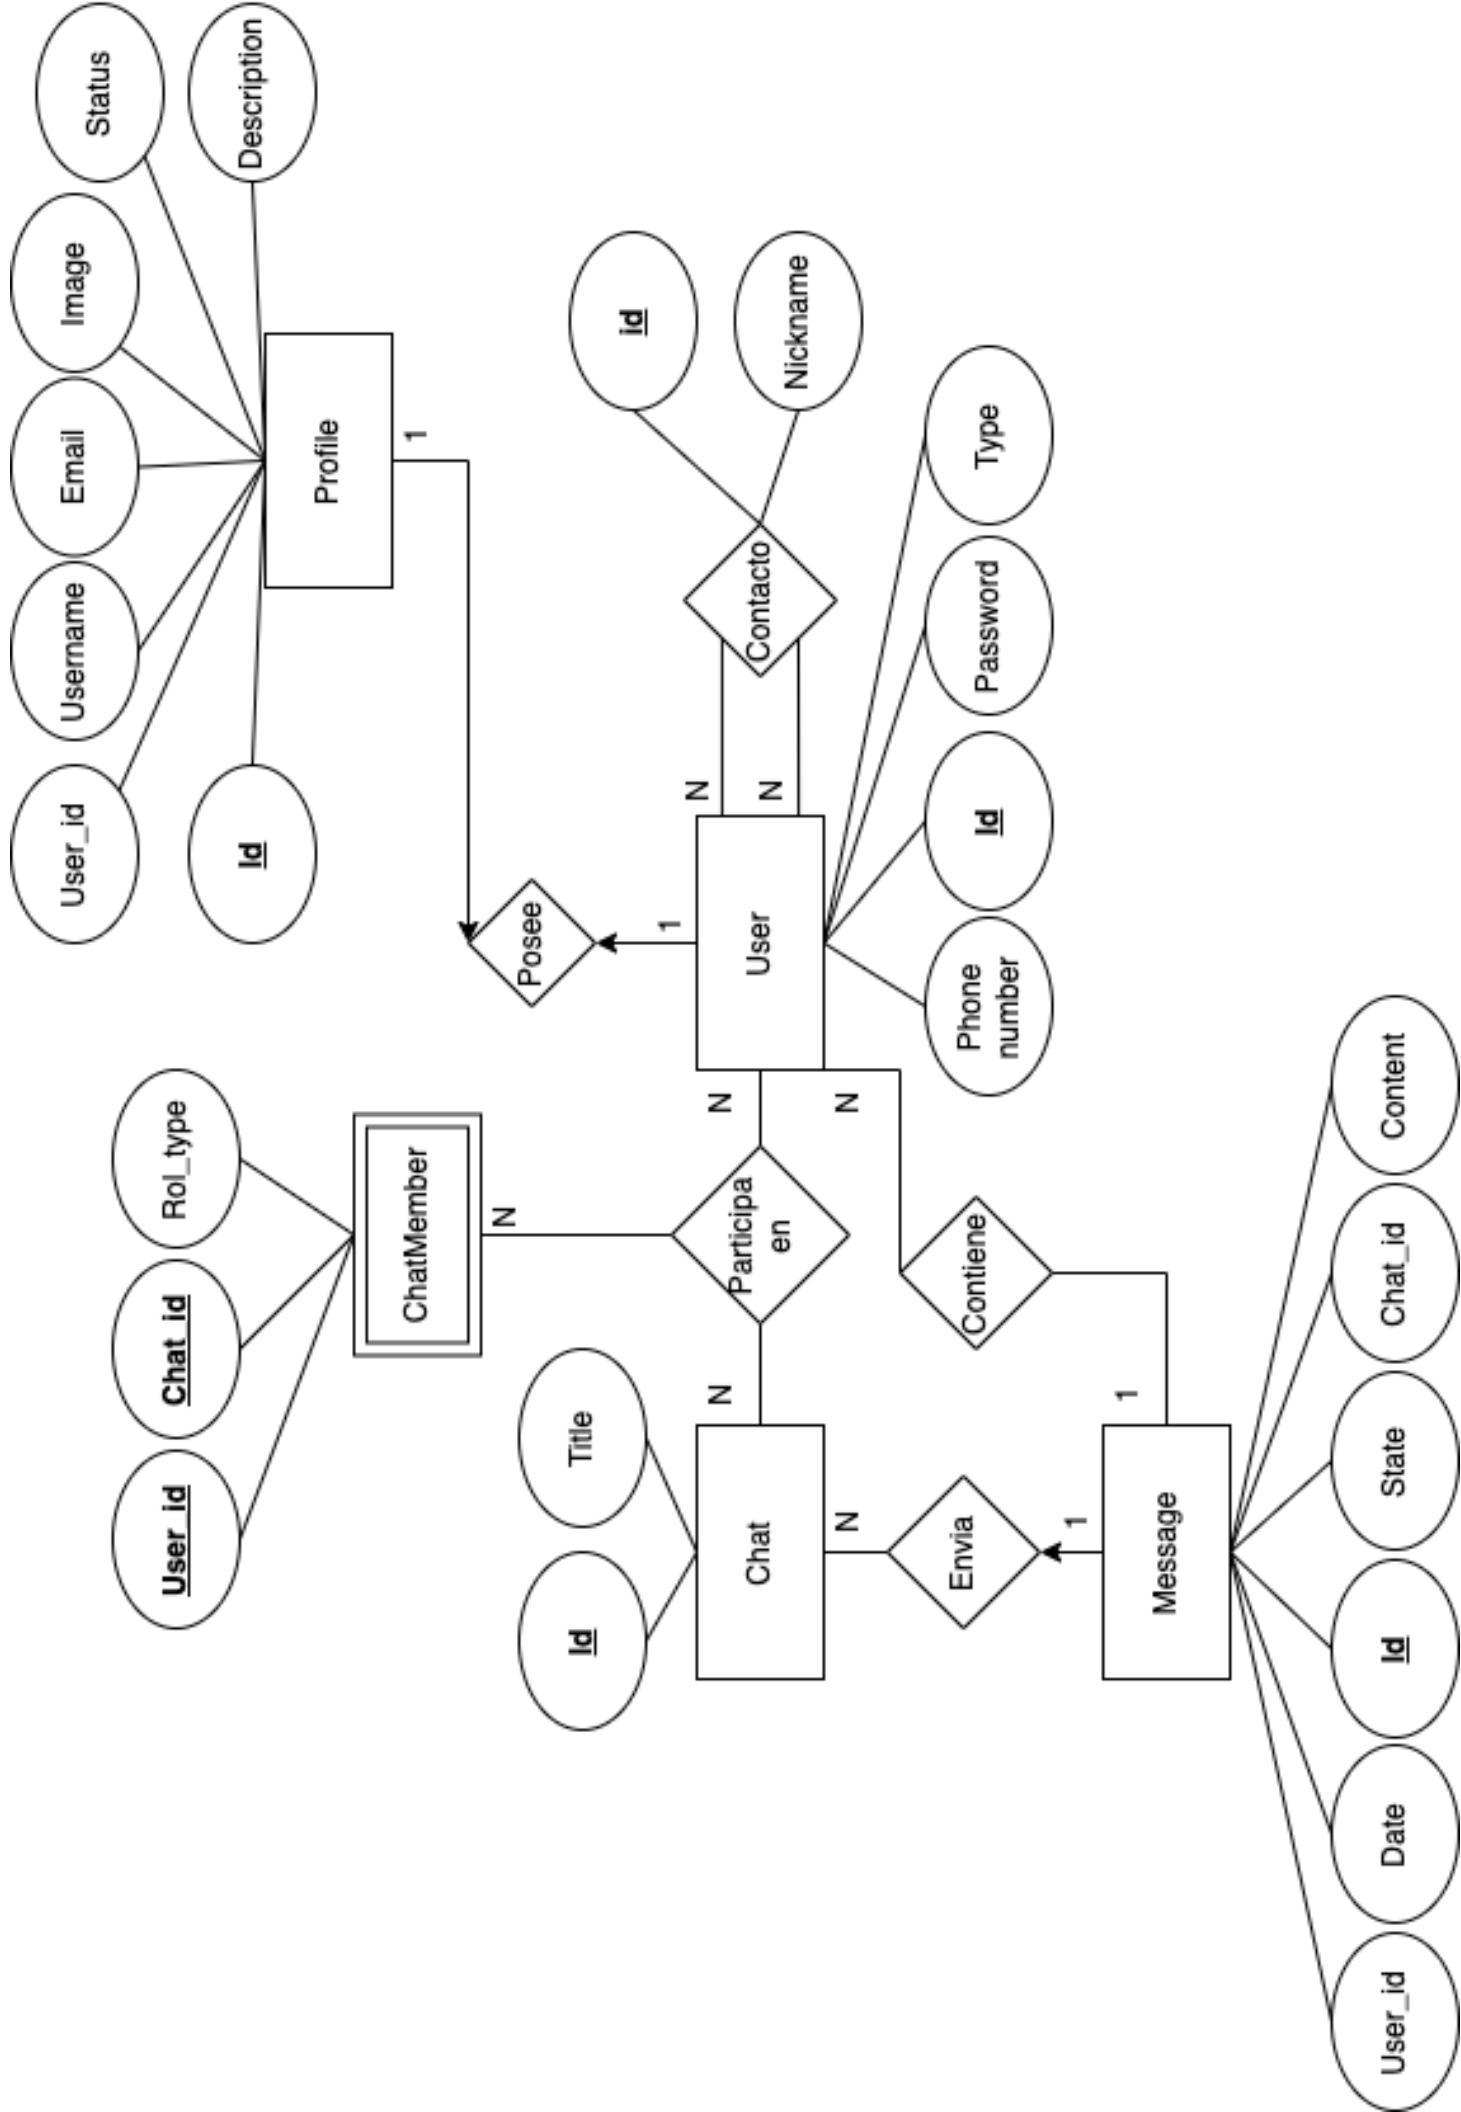 User_id
Username
Email
Image
Status
User_id
Chat_id
Rol_type
Id
Description
Profile
ChatMember
1
N
Posee
Id
Title
id
1
N
N
N
Chat
Participa
en
User
Contacto
N
Nickname
N
N
Envia
Contiene
Phone
number
Id
Password
Type
1
1
Message
User_id
Date
Id
State
Chat_id
Content